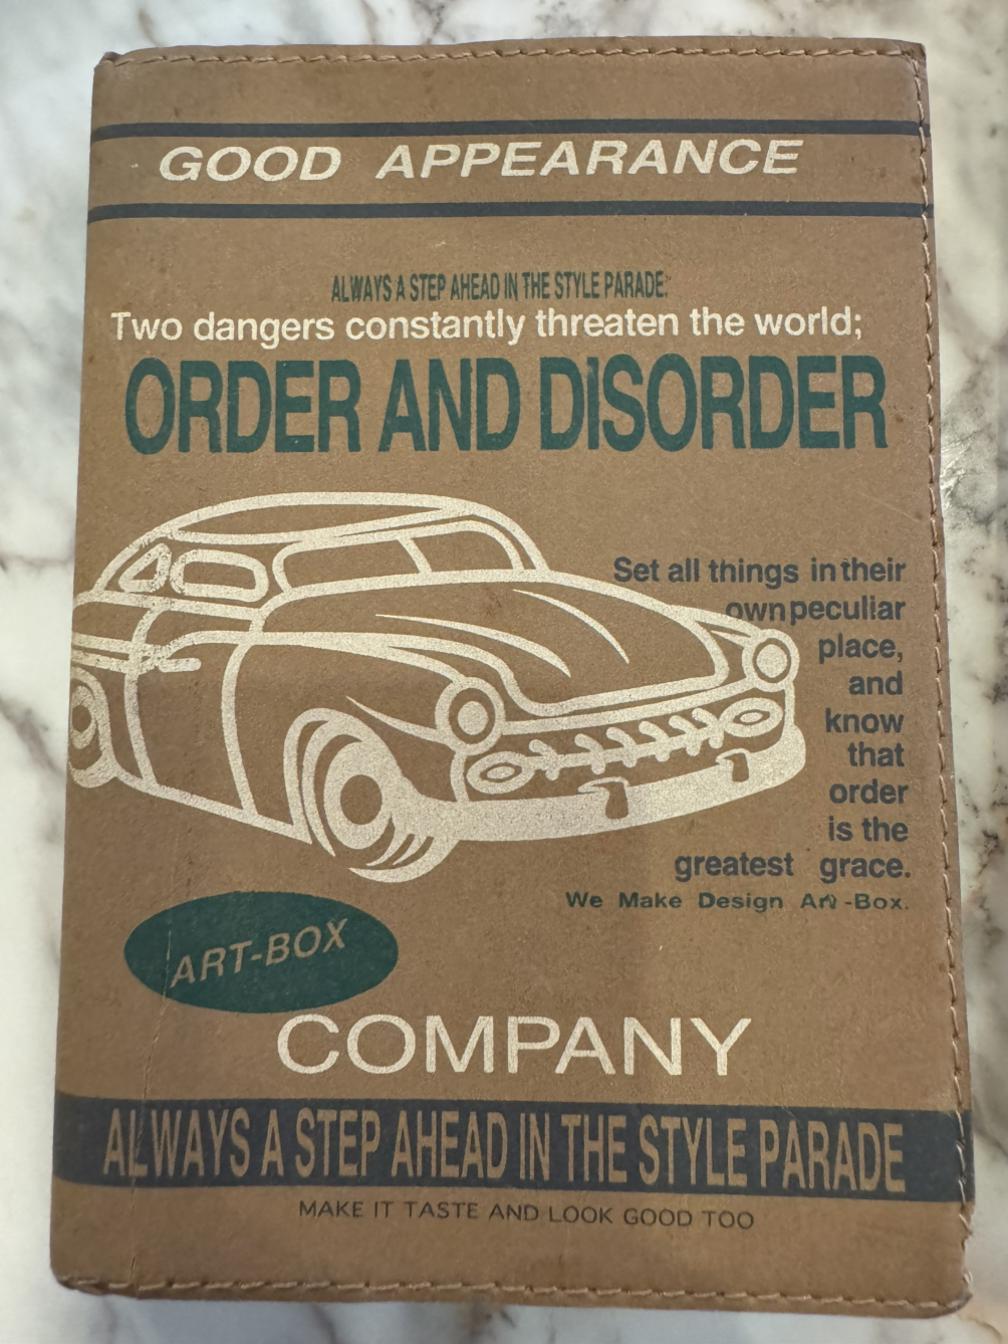 GOOD APPEARANCE
ALWAYS A STEP AHEAD IN THE STYLE PARADE:
Two dangers constantly threaten the world;
ORDER AND DISORDER
Set all things in their
own peculiar
place,
and
know
that
order
is the
greatest grace.
We Make Design Art-Box.
ART-BOX
COMPANY
ALWAYS A STEP AHEAD IN THE STYLE PARADE
MAKE IT TASTE AND LOOK GOOD TOO